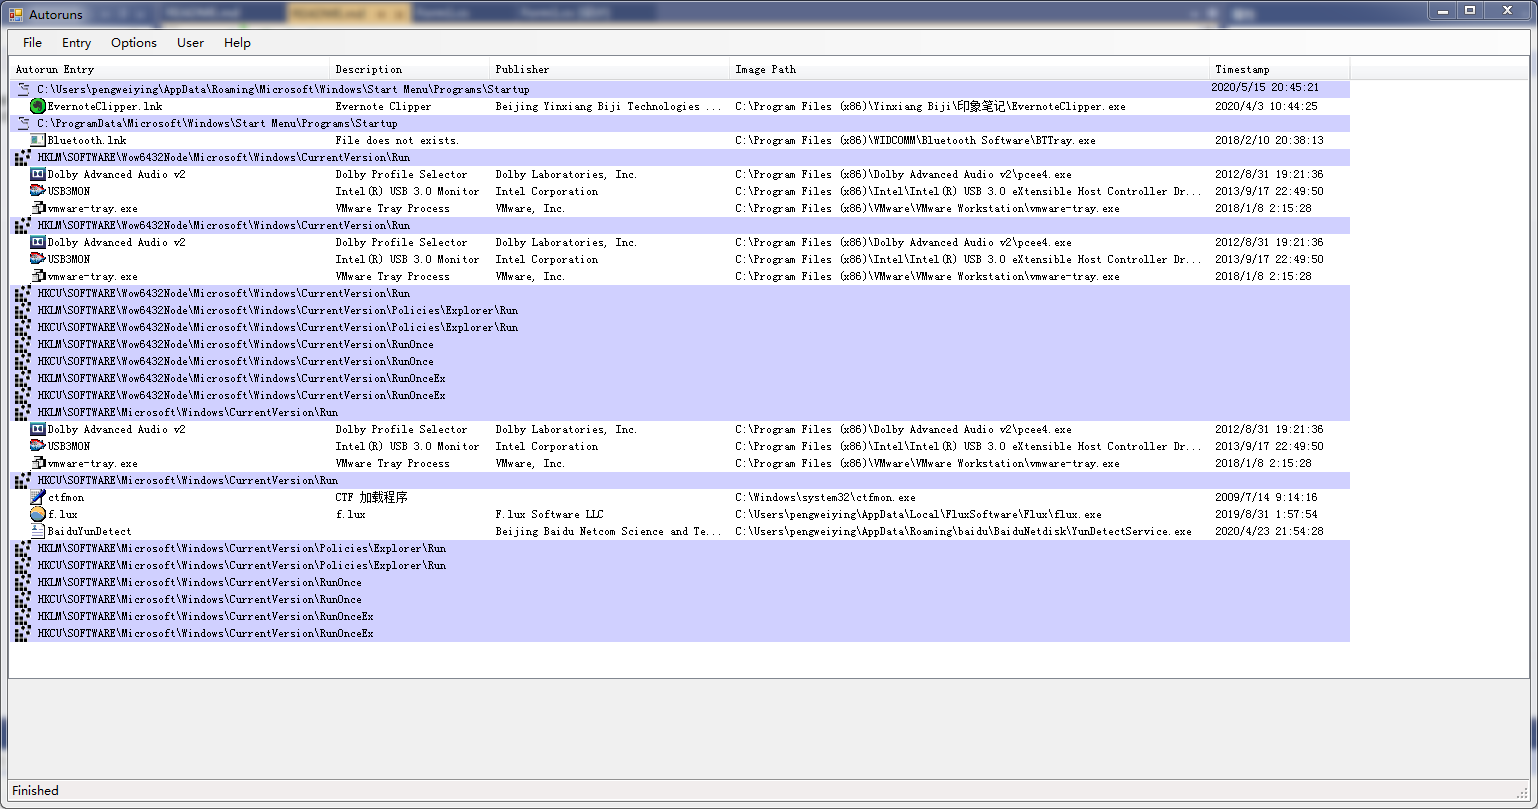 Autoruns
File Entry Options User Help
Autorun Entry Description Publisher Image Path Timestamp
C:\Users\pengweiying\AppData\Roaming\Microsoft\Windows\Start Menu\Programs\Startup 2020/5/15 20:45:21
EvernoteClipper.lnk Evernote Clipper Beijing Yinxiang Biji Technologies ... C:\Program Files (x86)\Yinxiang Biji\印象笔记\EvernoteClipper.exe 2020/4/3 10:44:25
C:\ProgramData\Microsoft\Windows\Start Menu\Programs\Startup
Bluetooth.lnk File does not exists. C:\Program Files (x86)\WIDCOMM\Bluetooth Software\BTTray.exe 2018/2/10 20:38:13
HKLM\SOFTWARE\Wow6432Node\Microsoft\Windows\CurrentVersion\Run
Dolby Advanced Audio v2 Dolby Profile Selector Dolby Laboratories, Inc. C:\Program Files (x86)\Dolby Advanced Audio v2\pcee4.exe 2012/8/31 19:21:36
USB3MON Intel(R) USB 3.0 Monitor Intel Corporation C:\Program Files (x86)\Intel\Intel(R) USB 3.0 eXtensible Host Controller Dr... 2013/9/17 22:49:50
vmware-tray.exe VMware Tray Process VMware, Inc. C:\Program Files (x86)\VMware\VMware Workstation\vmware-tray.exe 2018/1/8 2:15:28
HKLM\SOFTWARE\Wow6432Node\Microsoft\Windows\CurrentVersion\Run
Dolby Advanced Audio v2 Dolby Profile Selector Dolby Laboratories, Inc. C:\Program Files (x86)\Dolby Advanced Audio v2\pcee4.exe 2012/8/31 19:21:36
USB3MON Intel(R) USB 3.0 Monitor Intel Corporation C:\Program Files (x86)\Intel\Intel(R) USB 3.0 eXtensible Host Controller Dr... 2013/9/17 22:49:50
vmware-tray.exe VMware Tray Process VMware, Inc. C:\Program Files (x86)\VMware\VMware Workstation\vmware-tray.exe 2018/1/8 2:15:28
HKCU\SOFTWARE\Wow6432Node\Microsoft\Windows\CurrentVersion\Run
HKLM\SOFTWARE\Wow6432Node\Microsoft\Windows\CurrentVersion\Policies\Explorer\Run
HKCU\SOFTWARE\Wow6432Node\Microsoft\Windows\CurrentVersion\Policies\Explorer\Run
HKLM\SOFTWARE\Wow6432Node\Microsoft\Windows\CurrentVersion\RunOnce
HKCU\SOFTWARE\Wow6432Node\Microsoft\Windows\CurrentVersion\RunOnce
HKLM\SOFTWARE\Wow6432Node\Microsoft\Windows\CurrentVersion\RunOnceEx
HKCU\SOFTWARE\Wow6432Node\Microsoft\Windows\CurrentVersion\RunOnceEx
HKLM\SOFTWARE\Microsoft\Windows\CurrentVersion\Run
Dolby Advanced Audio v2 Dolby Profile Selector Dolby Laboratories, Inc. C:\Program Files (x86)\Dolby Advanced Audio v2\pcee4.exe 2012/8/31 19:21:36
USB3MON Intel(R) USB 3.0 Monitor Intel Corporation C:\Program Files (x86)\Intel\Intel(R) USB 3.0 eXtensible Host Controller Dr... 2013/9/17 22:49:50
vmware-tray.exe VMware Tray Process VMware, Inc. C:\Program Files (x86)\VMware\VMware Workstation\vmware-tray.exe 2018/1/8 2:15:28
HKCU\SOFTWARE\Microsoft\Windows\CurrentVersion\Run
ctfmon CTF 加载程序 C:\Windows\system32\ctfmon.exe 2009/7/14 9:14:16
f.lux f.lux F.lux Software LLC C:\Users\pengweiying\AppData\Local\FluxSoftware\Flux\flux.exe 2019/8/31 1:57:54
BaiduYunDetect Beijing Baidu Netcom Science and Te... C:\Users\pengweiying\AppData\Roaming\baidu\BaiduNetdisk\YunDetectService.exe 2020/4/23 21:54:28
HKLM\SOFTWARE\Microsoft\Windows\CurrentVersion\Policies\Explorer\Run
HKCU\SOFTWARE\Microsoft\Windows\CurrentVersion\Policies\Explorer\Run
HKLM\SOFTWARE\Microsoft\Windows\CurrentVersion\RunOnce
HKCU\SOFTWARE\Microsoft\Windows\CurrentVersion\RunOnce
HKLM\SOFTWARE\Microsoft\Windows\CurrentVersion\RunOnceEx
HKCU\SOFTWARE\Microsoft\Windows\CurrentVersion\RunOnceEx
Finished